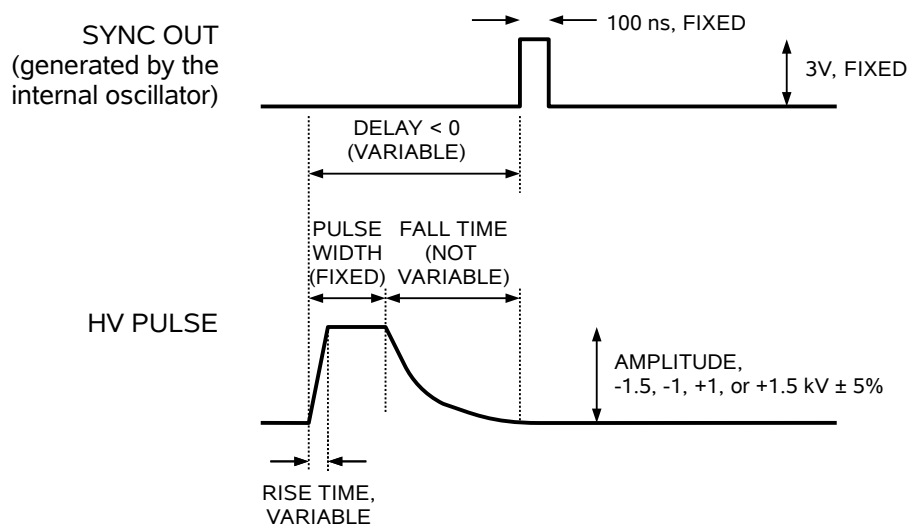 SYNC OUT
(generated by the
internal oscillator)
100 ns, FIXED
3V, FIXED
DELAY < 0
(VARIABLE)
PULSE
WIDTH
(FIXED)
FALL TIME
(NOT
VARIABLE)
HV PULSE
AMPLITUDE,
-1.5, -1, +1, or +1.5 kV ± 5%
RISE TIME,
VARIABLE